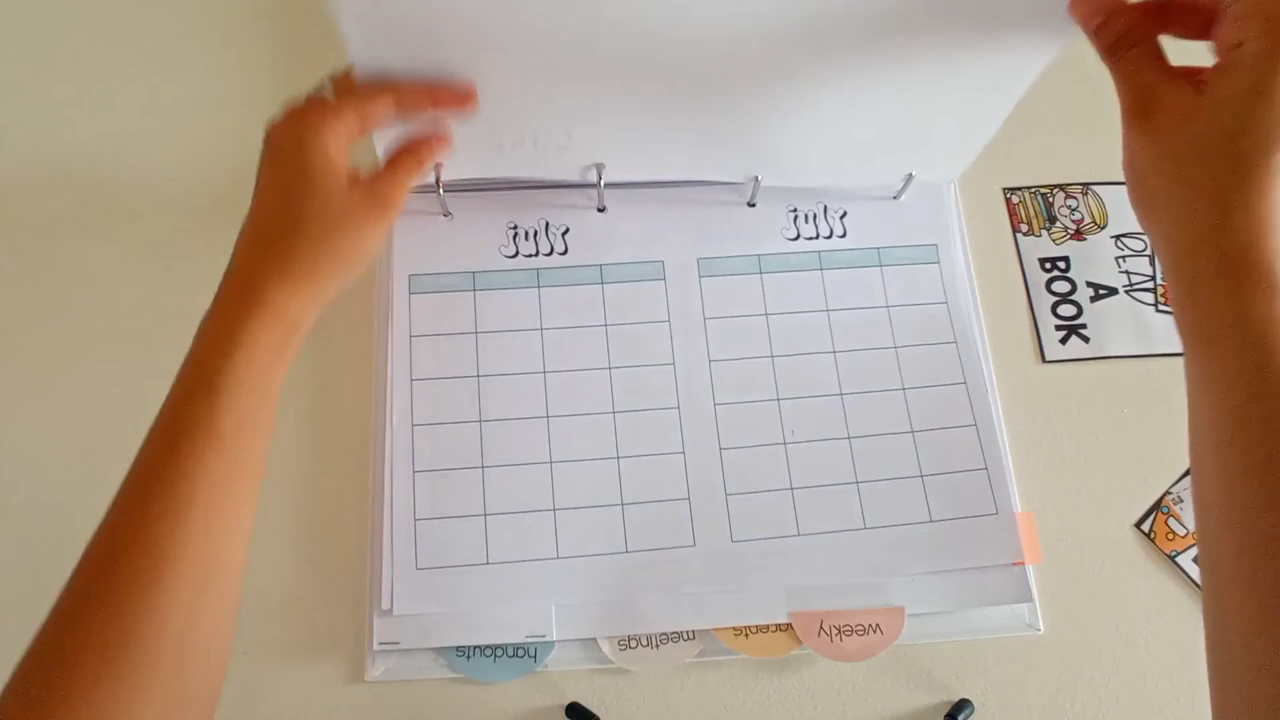 july
july
READ
A
BOOK
handouts
meetings
parents
weekly